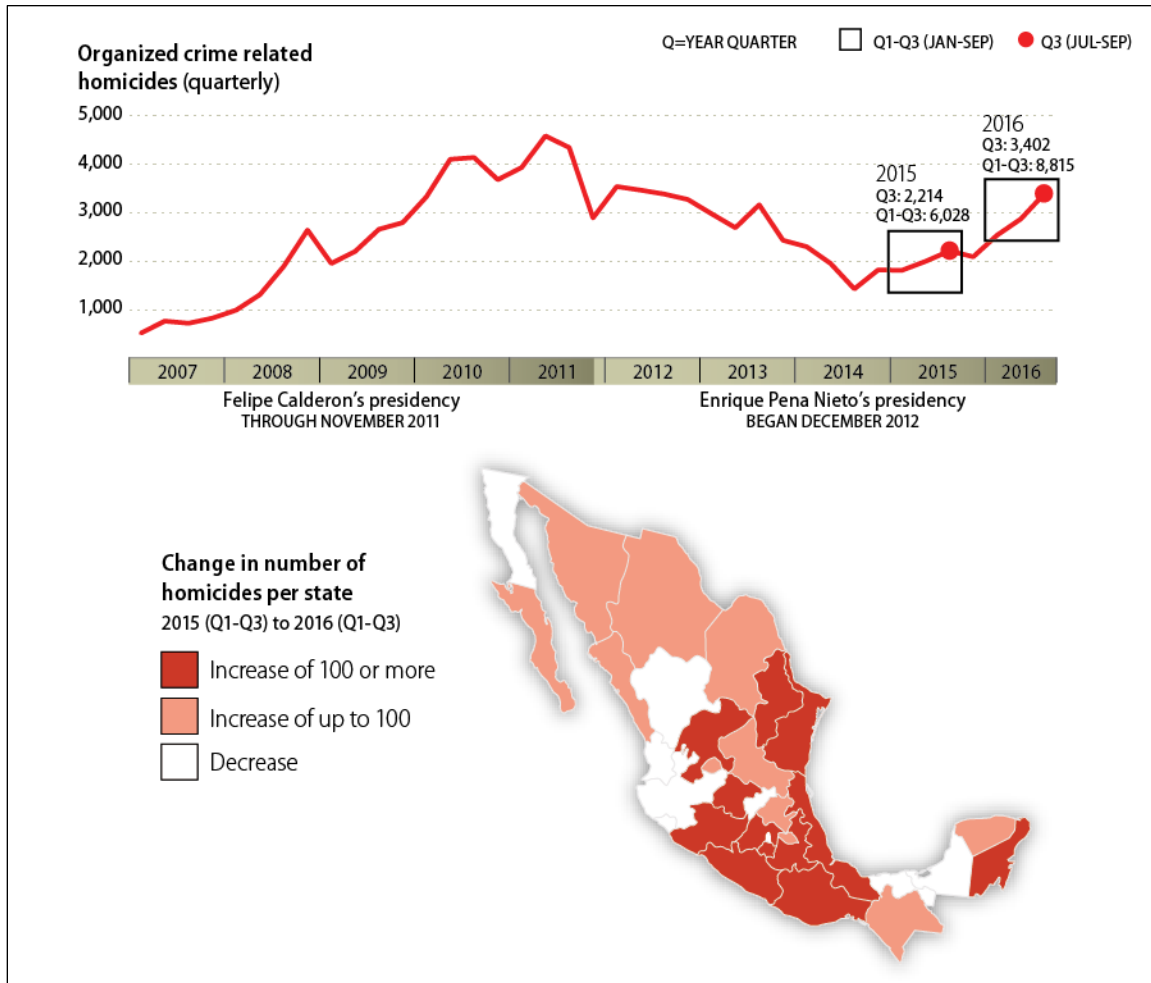 Organized crime related
homicides (quarterly)
Q=YEAR QUARTER
Q1-Q3 (JAN-SEP)
Q3 (JUL-SEP)
5,000
4,000
3,000
2,000
1,000
2015
Q3: 2,214
Q1-Q3: 6,028
2016
Q3: 3,402
Q1-Q3: 8,815
2007 2008 2009 2010 2011 2012 2013 2014 2015 2016
Felipe Calderon's presidency
THROUGH NOVEMBER 2011
Enrique Pena Nieto's presidency
BEGAN DECEMBER 2012
Change in number of
homicides per state
2015 (Q1-Q3) to 2016 (Q1-Q3)
Increase of 100 or more
Increase of up to 100
Decrease